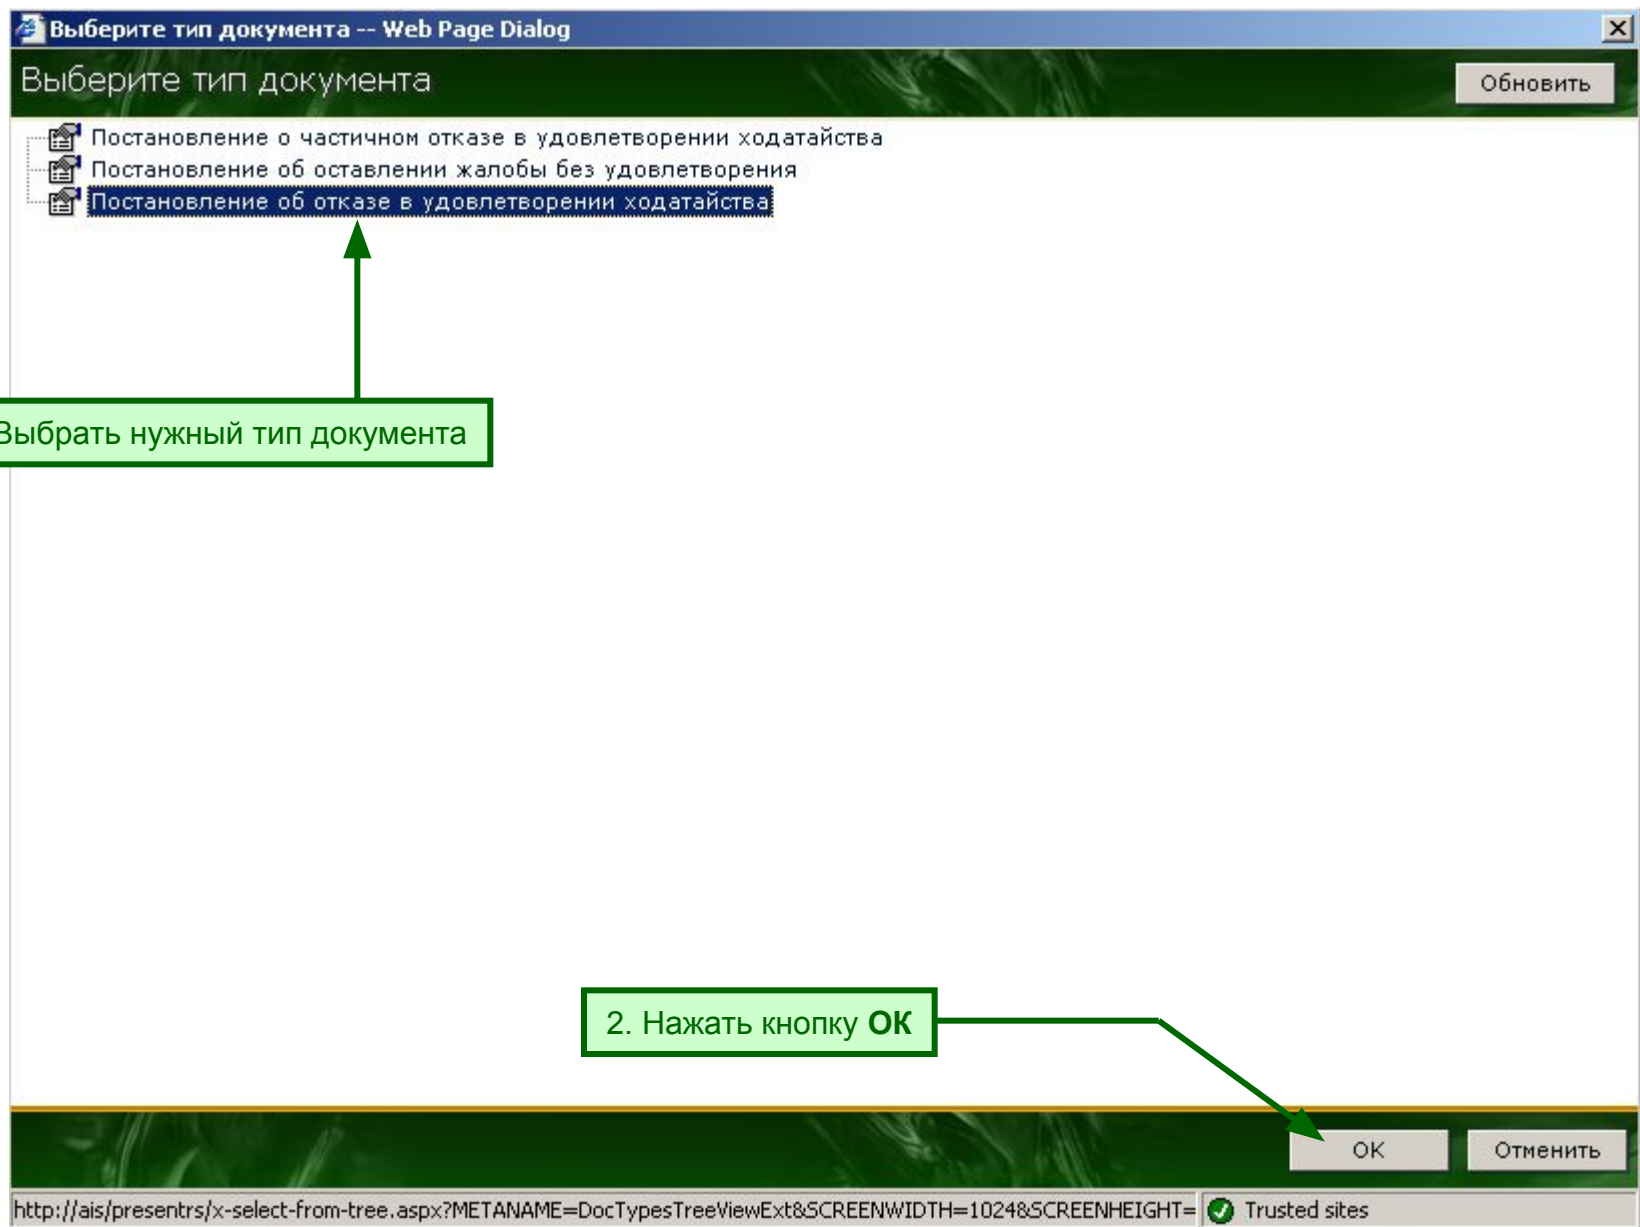 Выберите тип документа -- Web Page Dialog
Выберите тип документа
Обновить
Постановление о частичном отказе в удовлетворении ходатайства
Постановление об оставлении жалобы без удовлетворения
Постановление об отказе в удовлетворении ходатайства
Выбрать нужный тип документа
2. Нажать кнопку ОК
OK
Отменить
http://ais/presentrs/x-select-from-tree.aspx?METANAME=DocTypesTreeViewExt&SCREENWIDTH=1024&SCREENHEIGHT=
Trusted sites